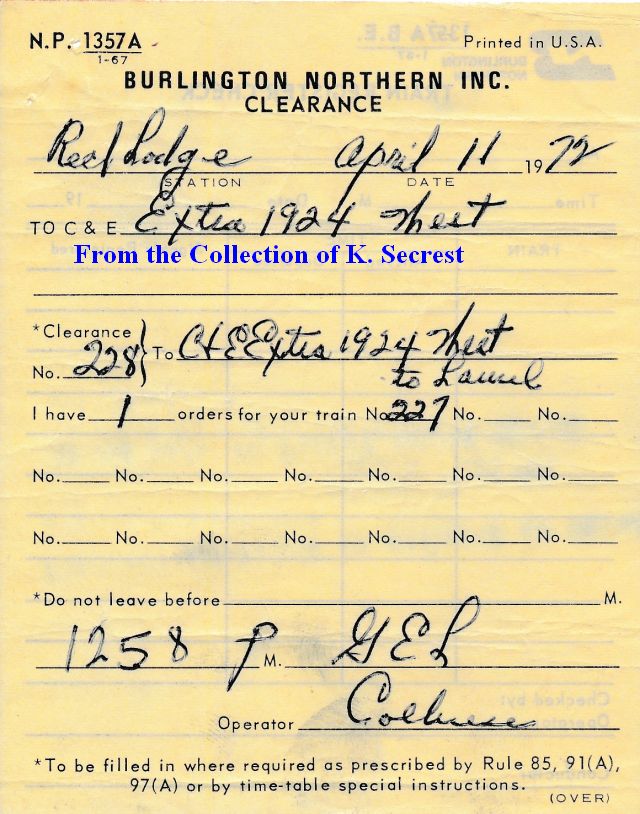 N.P. 1357A Printed in U.S.A.
1-67
BURLINGTON NORTHERN INC.
CLEARANCE
Red Lodge April 11 1972
STATION DATE
TO C & E Extra 1924 West
From the Collection of K. Secrest
*Clearance
No. 228 } To C+E Extra 1924 West
to Laurel
I have 1 orders for your train No. 227 No. No.
No. No. No. No. No. No. No.
No. No. No. No. No. No. No.
*Do not leave before M.
1258 P M. GEL
Operator
*To be filled in where required as prescribed by Rule 85, 91(A),
97(A) or by time-table special instructions.
(OVER)